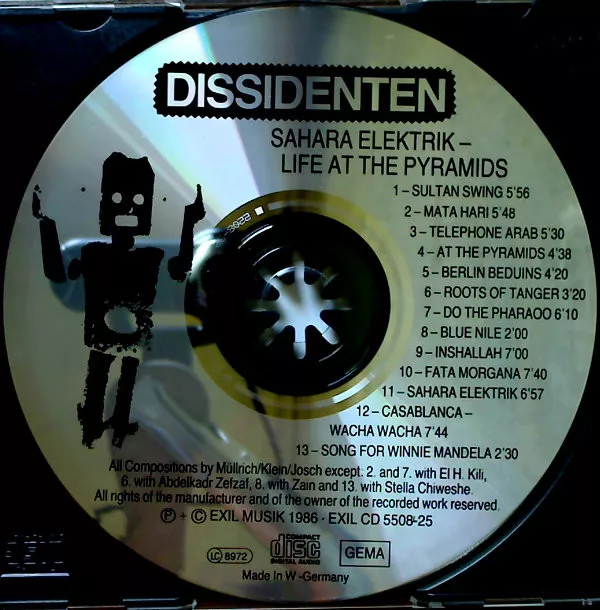 DISSIDENTEN
SAHARA ELEKTRIK –
LIFE AT THE PYRAMIDS
1 – SULTAN SWING 5'56
2 – MATA HARI 5'48
3 – TELEPHONE ARAB 5'30
4 – AT THE PYRAMIDS 4'38
5 – BERLIN BEDUINS 4'20
6 – ROOTS OF TANGER 3'20
7 – DO THE PHARAOO 6'10
8 – BLUE NILE 2'00
9 – INSHALLAH 7'00
10 – FATA MORGANA 7'40
11 – SAHARA ELEKTRIK 6'57
12 – CASABLANCA –
WACHA WACHA 7'44
13 – SONG FOR WINNIE MANDELA 2'30
All Compositions by Müllrich/Klein/Josch except: 2. and 7. with El H. Kili,
6. with Abdelkadr Zefzaf, 8. with Zain and 13. with Stella Chiweshe.
All rights of the manufacturer and of the owner of the recorded work reserved.
Ⓟ + © EXIL MUSIK 1986 · EXIL CD 5508-25
LC 8972
COMPACT
disc
DIGITAL AUDIO
GEMA
Made in W-Germany